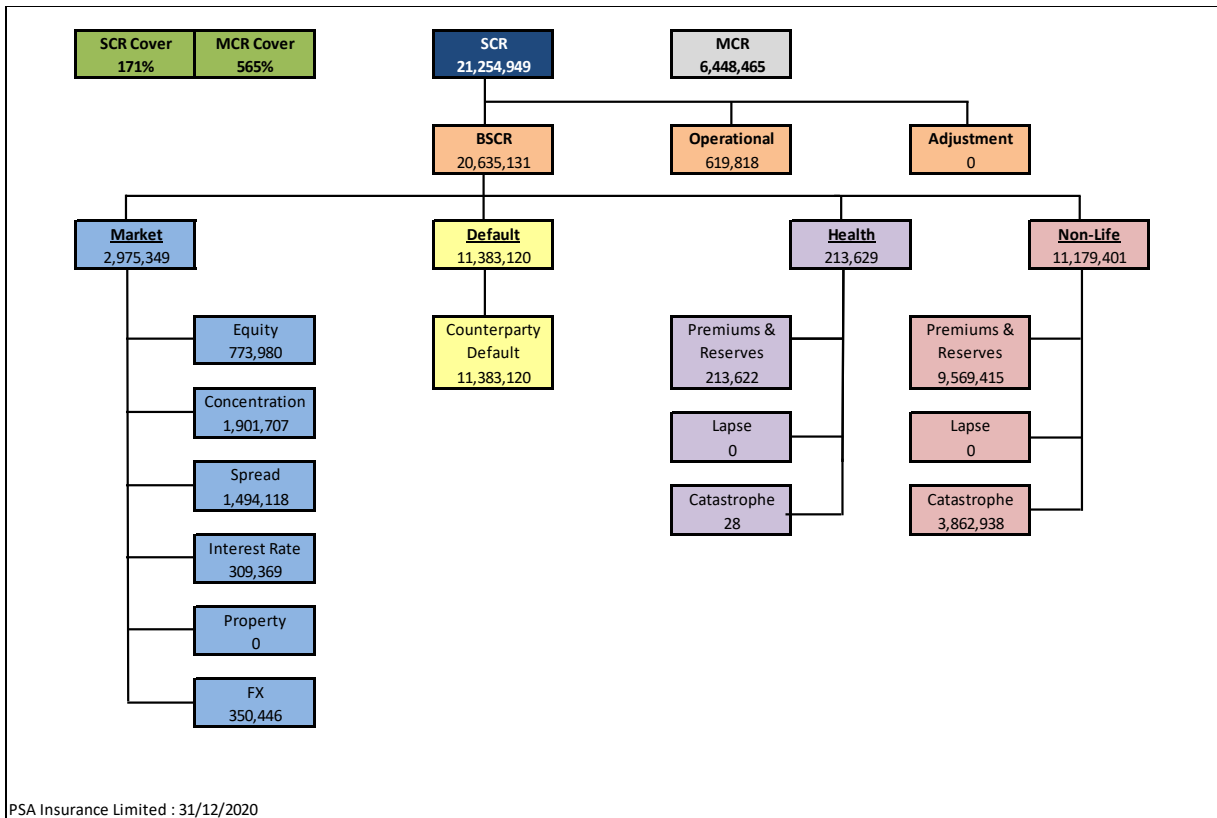 SCR Cover
171%
MCR Cover
565%
SCR
21,254,949
MCR
6,448,465
BSCR
20,635,131
Operational
619,818
Adjustment
0
Market
2,975,349
Default
11,383,120
Health
213,629
Non-Life
11,179,401
Equity
773,980
Counterparty
Default
11,383,120
Premiums &
Reserves
213,622
Premiums &
Reserves
9,569,415
Concentration
1,901,707
Lapse
0
Lapse
0
Spread
1,494,118
Catastrophe
28
Catastrophe
3,862,938
Interest Rate
309,369
Property
0
FX
350,446
PSA Insurance Limited : 31/12/2020